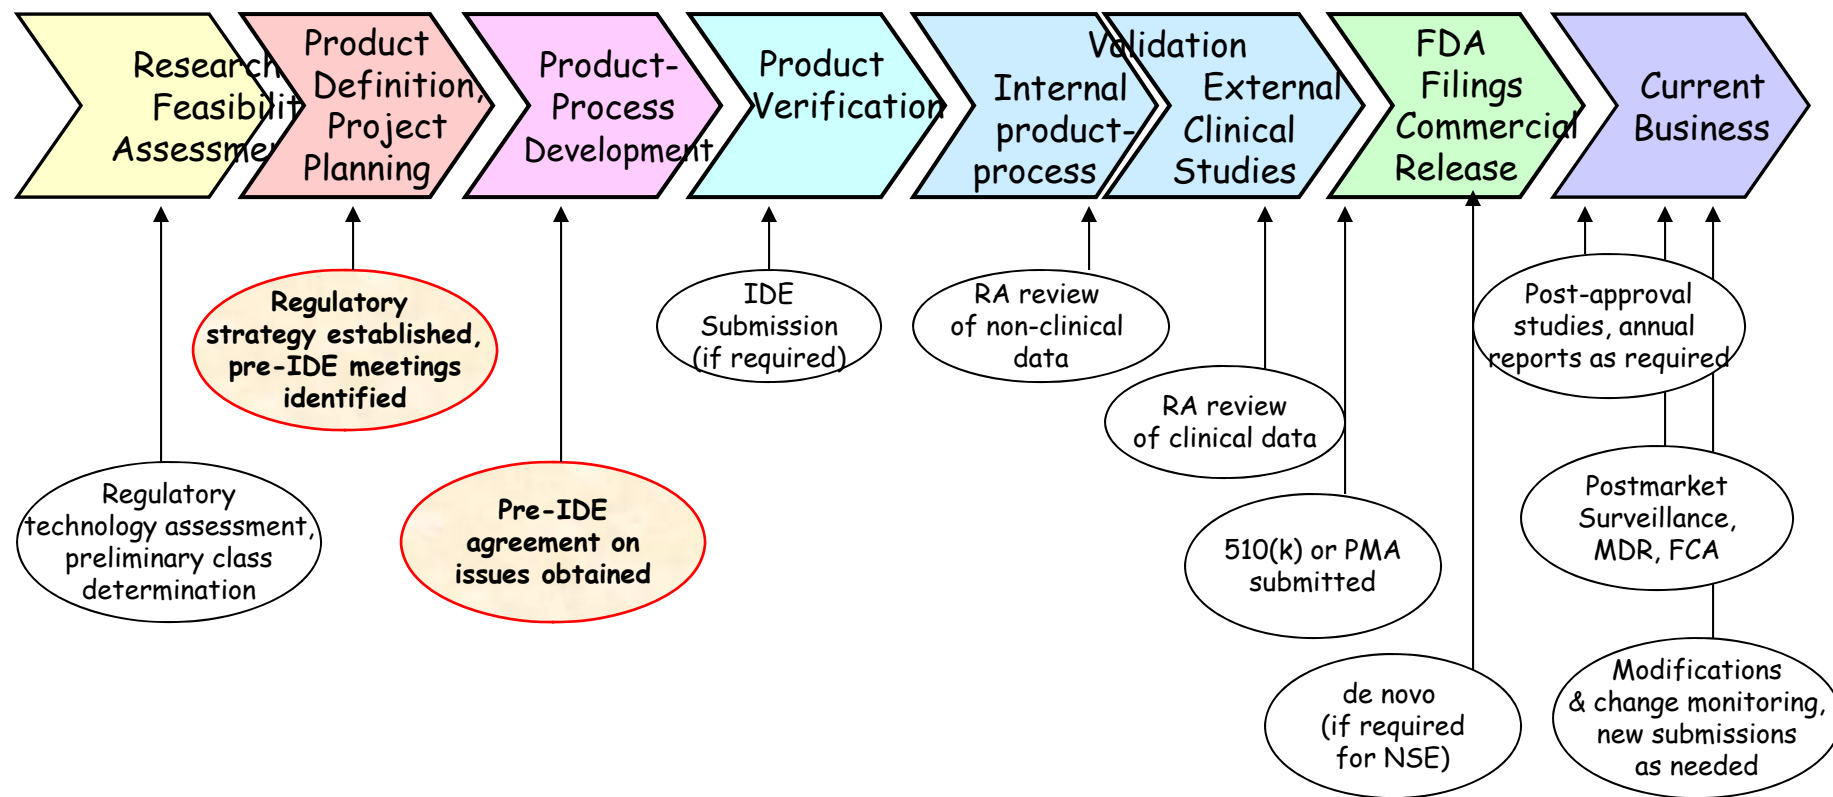 Research
Feasibilit
Assessme
Product
Definition,
Project
Planning
Product-
Process
Development
Product
Verification
Validation
Internal
product-
process
External
Clinical
Studies
FDA
Filings
Commercial
Release
Current
Business
Regulatory
strategy established,
pre-IDE meetings
identified
IDE
Submission
(if required)
RA review
of non-clinical
data
Post-approval
studies, annual
reports as required
RA review
of clinical data
Regulatory
technology assessment,
preliminary class
determination
Pre-IDE
agreement on
issues obtained
510(k) or PMA
submitted
Postmarket
Surveillance,
MDR, FCA
de novo
(if required
for NSE)
Modifications
& change monitoring,
new submissions
as needed